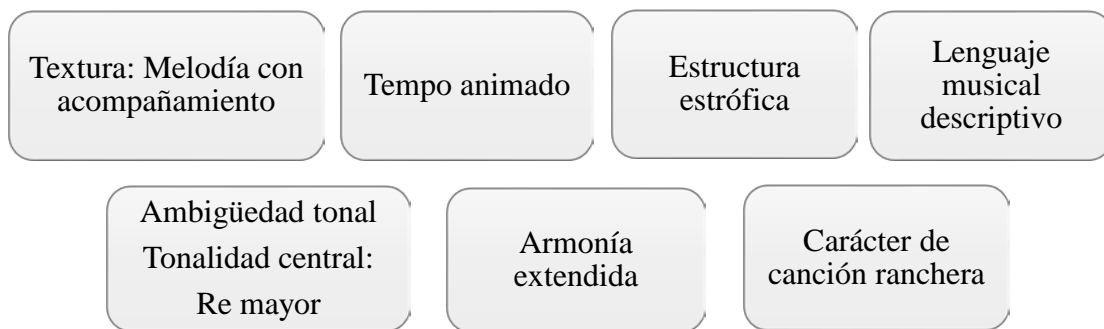 Textura: Melodía con
acompañamiento
Tempo animado
Estructura
estrófica
Lenguaje
musical
descriptivo
Ambigüedad tonal
Tonalidad central:
Re mayor
Armonía
extendida
Carácter de
canción ranchera